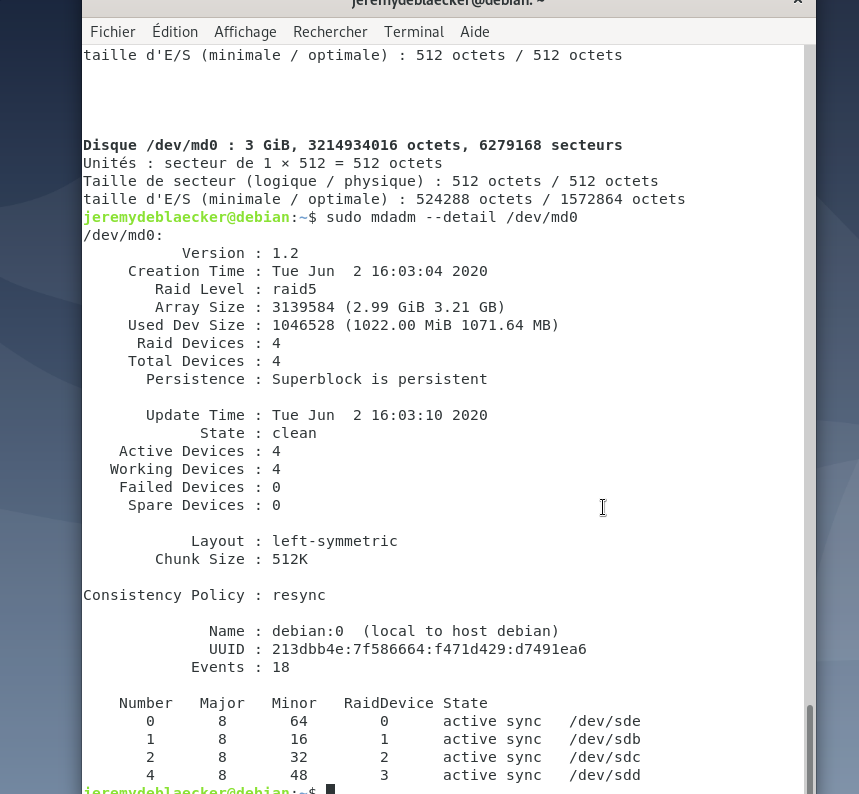 jeremydeblaecker@debian: ~
Fichier Édition Affichage Rechercher Terminal Aide
taille d'E/S (minimale / optimale) : 512 octets / 512 octets
Disque /dev/md0 : 3 GiB, 3214934016 octets, 6279168 secteurs
Unités : secteur de 1 × 512 = 512 octets
Taille de secteur (logique / physique) : 512 octets / 512 octets
taille d'E/S (minimale / optimale) : 524288 octets / 1572864 octets
jeremydeblaecker@debian:~$ sudo mdadm --detail /dev/md0
/dev/md0:
Version : 1.2
Creation Time : Tue Jun  2 16:03:04 2020
Raid Level : raid5
Array Size : 3139584 (2.99 GiB 3.21 GB)
Used Dev Size : 1046528 (1022.00 MiB 1071.64 MB)
Raid Devices : 4
Total Devices : 4
Persistence : Superblock is persistent
Update Time : Tue Jun  2 16:03:10 2020
State : clean
Active Devices : 4
Working Devices : 4
Failed Devices : 0
Spare Devices : 0
Layout : left-symmetric
Chunk Size : 512K
Consistency Policy : resync
Name : debian:0  (local to host debian)
UUID : 213dbb4e:7f586664:f471d429:d7491ea6
Events : 18
Number   Major   Minor   RaidDevice State
0       8       64        0      active sync   /dev/sde
1       8       16        1      active sync   /dev/sdb
2       8       32        2      active sync   /dev/sdc
4       8       48        3      active sync   /dev/sdd
jeremydeblaecker@debian:~$